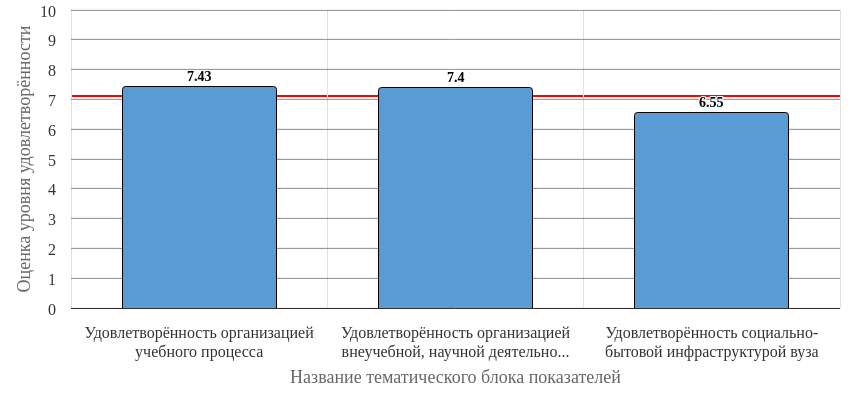 Оценка уровня удовлетворённости
10
9
8
7
6
5
4
3
2
1
0
7.43
7.4
6.55
Удовлетворённость организацией
учебного процесса
Удовлетворённость организацией
внеучебной, научной деятельно...
Удовлетворённость социально-
бытовой инфраструктурой вуза
Название тематического блока показателей